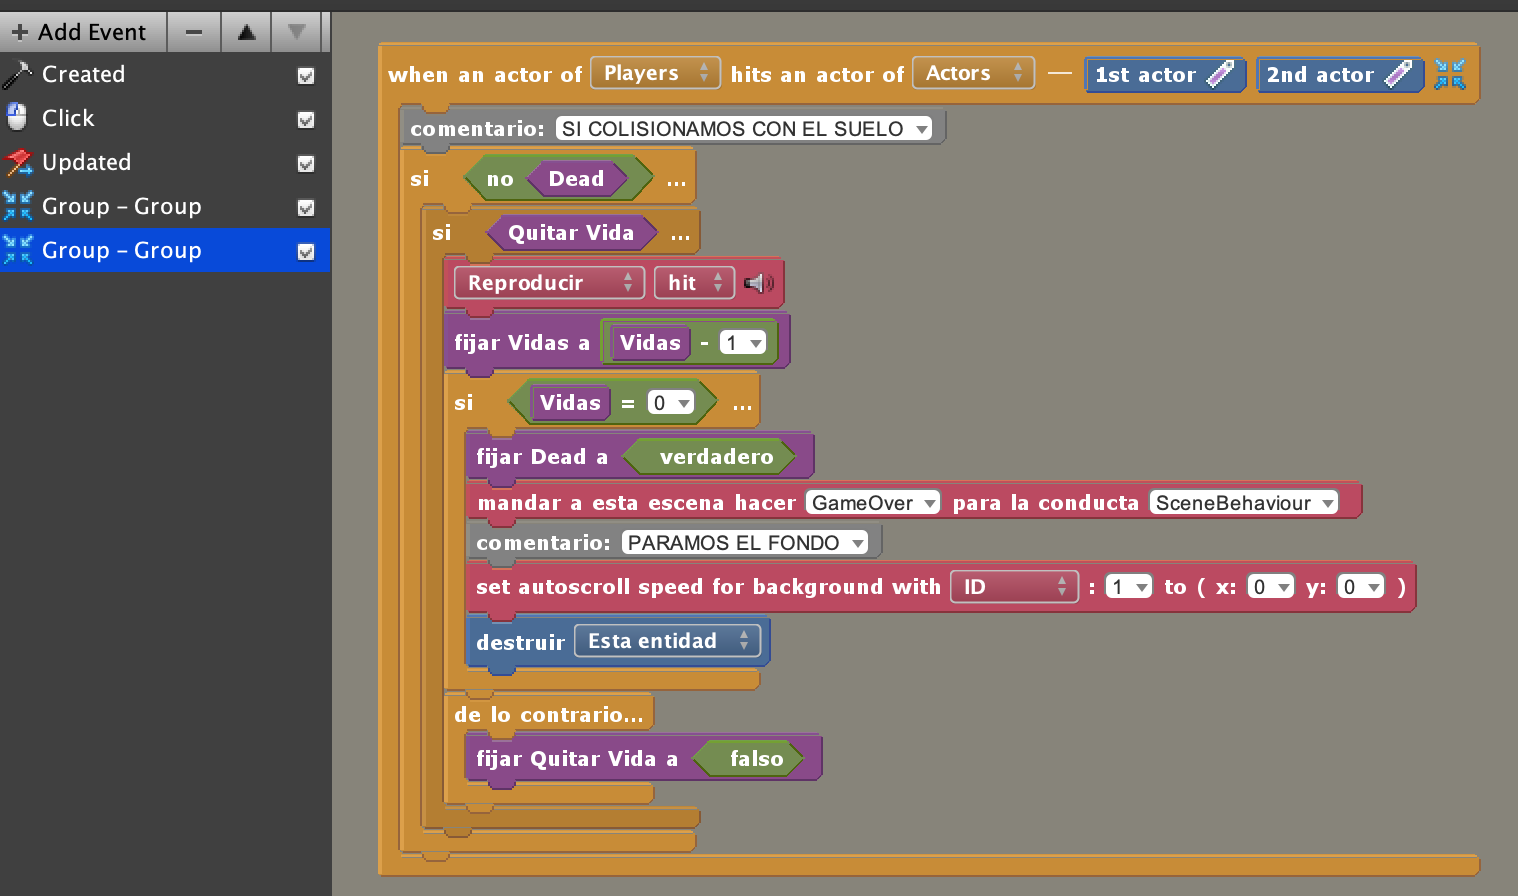 + Add Event −
Created
Click
Updated
Group – Group
Group – Group
when an actor of Players hits an actor of Actors — 1st actor 2nd actor
comentario: SI COLISIONAMOS CON EL SUELO
si no Dead ...
si Quitar Vida ...
Reproducir hit
fijar Vidas a Vidas - 1
si Vidas = 0 ...
fijar Dead a verdadero
mandar a esta escena hacer GameOver para la conducta SceneBehaviour
comentario: PARAMOS EL FONDO
set autoscroll speed for background with ID : 1 to ( x: 0 y: 0 )
destruir Esta entidad
de lo contrario...
fijar Quitar Vida a falso